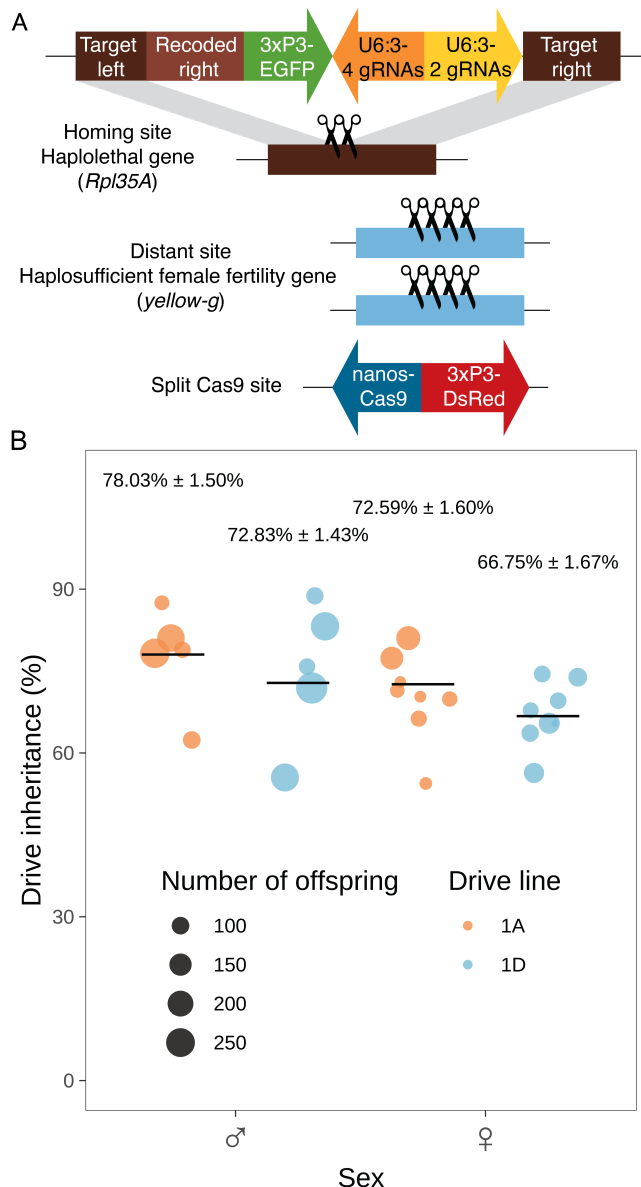 A
Target left
Recoded right
3xP3-EGFP
U6:3-4 gRNAs
U6:3-2 gRNAs
Target right
Homing site
Haplolethal gene
(Rpl35A)
Distant site
Haplosufficient female fertility gene
(yellow-g)
Split Cas9 site
nanos-Cas9
3xP3-DsRed
B
78.03% ± 1.50%
72.83% ± 1.43%
72.59% ± 1.60%
66.75% ± 1.67%
Drive inheritance (%)
90
60
30
0
Number of offspring
100
150
200
250
Drive line
1A
1D
♂
♀
Sex